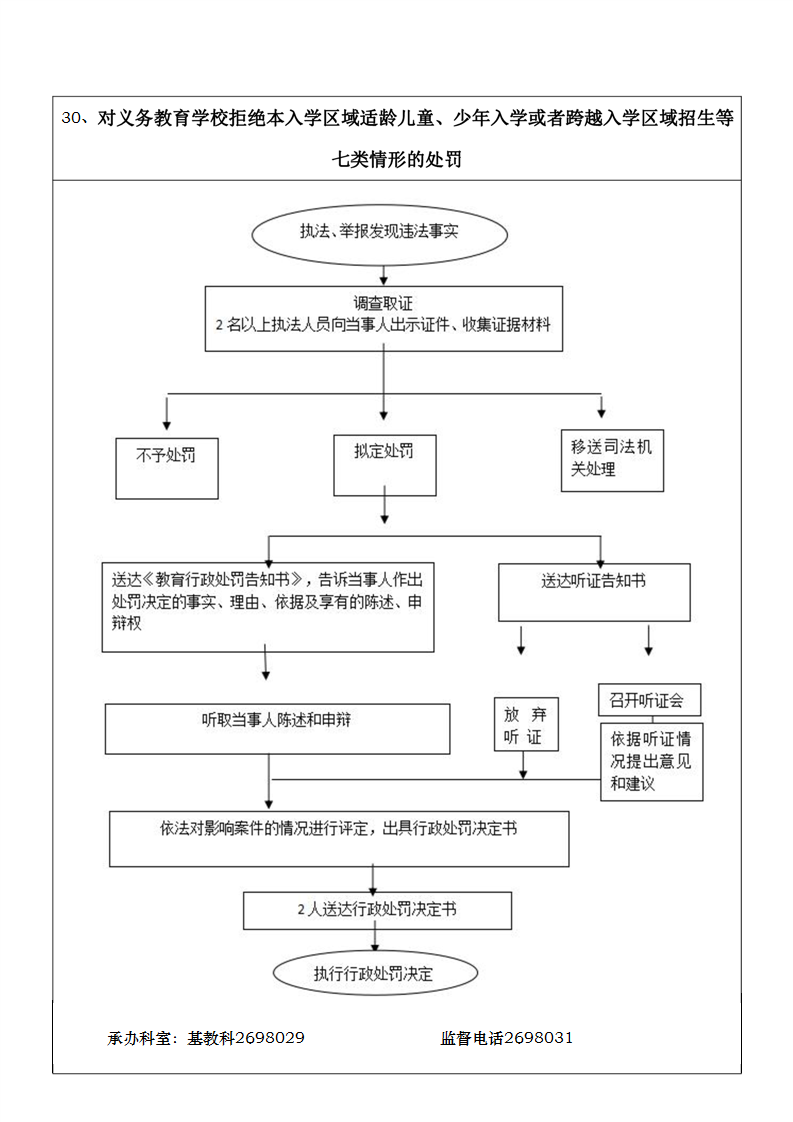 30、对义务教育学校拒绝本入学区域适龄儿童、少年入学或者跨越入学区域招生等
七类情形的处罚
执法、举报发现违法事实
调查取证
2 名以上执法人员向当事人出示证件、收集证据材料
不予处罚
拟定处罚
移送司法机
关处理
送达《教育行政处罚告知书》，告诉当事人作出
处罚决定的事实、理由、依据及享有的陈述、申
辩权
送达听证告知书
听取当事人陈述和申辩
放 弃
听 证
召开听证会
依据听证情
况提出意见
和建议
依法对影响案件的情况进行评定，出具行政处罚决定书
2 人送达行政处罚决定书
执行行政处罚决定
承办科室：基教科2698029 监督电话2698031